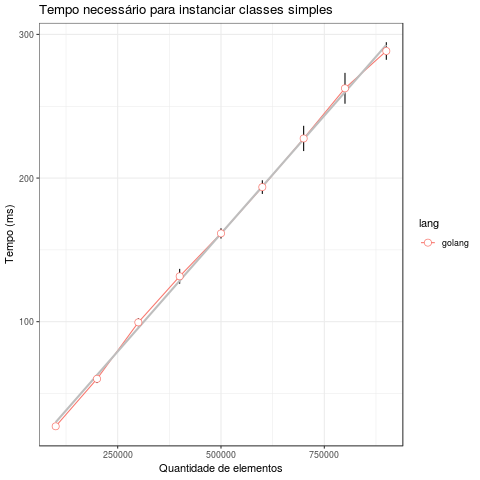 Tempo necessário para instanciar classes simples
300
200
100
Tempo (ms)
250000
500000
750000
Quantidade de elementos
lang
golang